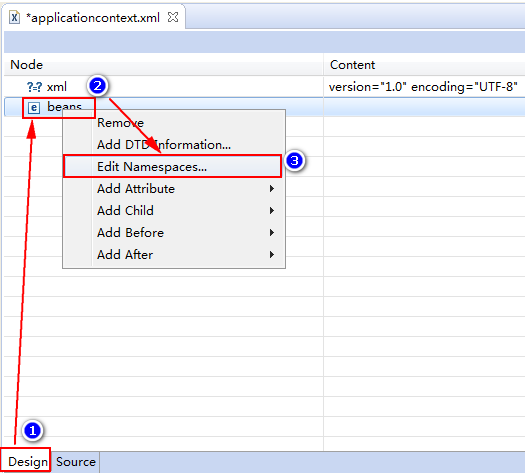 *applicationcontext.xml
Node Content
?=? xml version="1.0" encoding="UTF-8"
e beans
2
Remove
Add DTD Information...
Edit Namespaces...
3
Add Attribute
Add Child
Add Before
Add After
1
Design Source